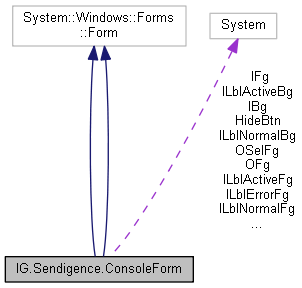 System::Windows::Forms
::Form
System
IFg
ILblActiveBg
IBg
HideBtn
ILblNormalBg
OSelFg
OFg
ILblActiveFg
ILblErrorFg
ILblNormalFg
...
IG.Sendigence.ConsoleForm